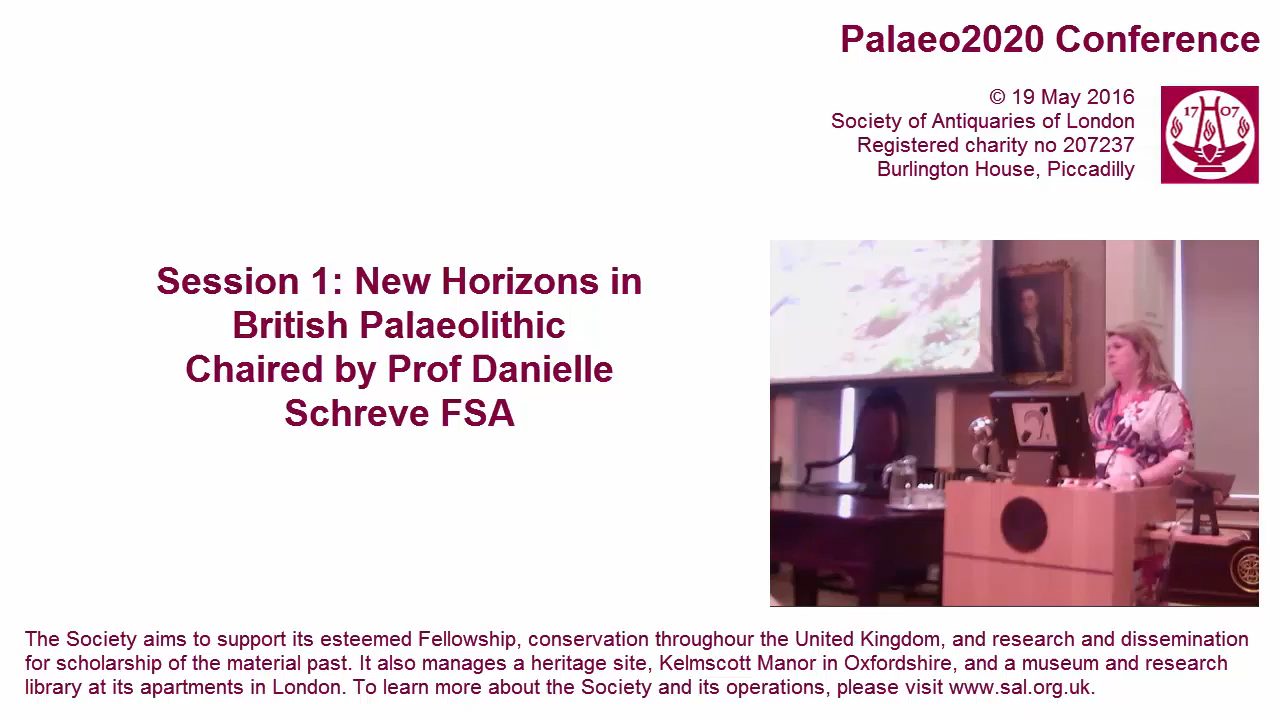 Palaeo2020 Conference
© 19 May 2016
Society of Antiquaries of London
Registered charity no 207237
Burlington House, Piccadilly
17 07
Session 1: New Horizons in
British Palaeolithic
Chaired by Prof Danielle
Schreve FSA
The Society aims to support its esteemed Fellowship, conservation throughour the United Kingdom, and research and dissemination
for scholarship of the material past. It also manages a heritage site, Kelmscott Manor in Oxfordshire, and a museum and research
library at its apartments in London. To learn more about the Society and its operations, please visit www.sal.org.uk.